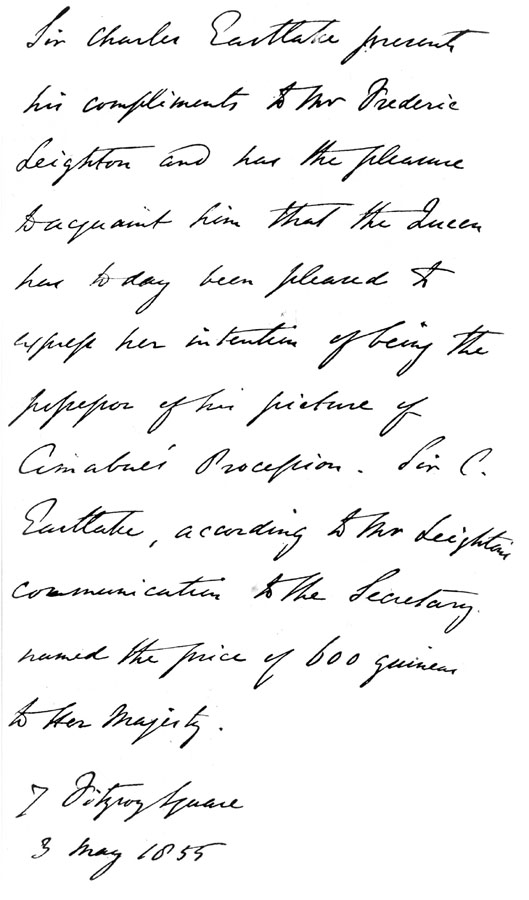 Sir Charles Eastlake presents
his compliments to Mr Frederic
Leighton and has the pleasure
to acquaint him that the Queen
has today been pleased to
express her intention of being the
possessor of his picture of
Cimabue's Procession. Sir C.
Eastlake, according to Mr Leighton's
communication to the Secretary
named the price of 600 guineas
to Her Majesty.
7 Fitzroy Square
3 May 1855